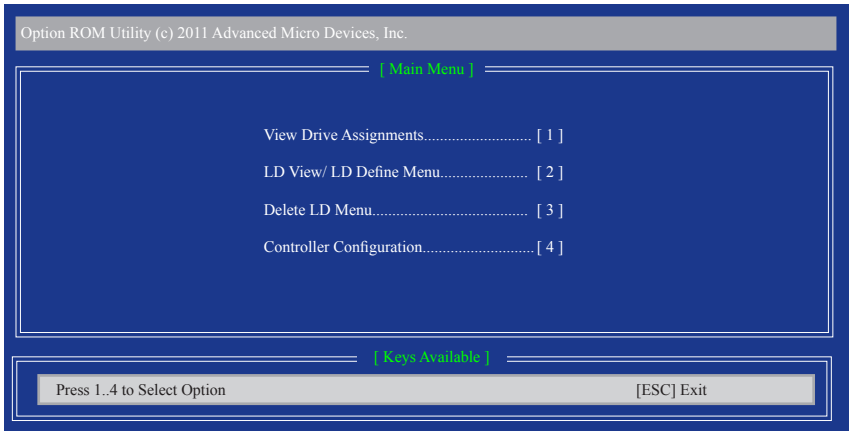 Option ROM Utility (c) 2011 Advanced Micro Devices, Inc.
[ Main Menu ]
View Drive Assignments........................... [ 1 ]
LD View/ LD Define Menu...................... [ 2 ]
Delete LD Menu....................................... [ 3 ]
Controller Configuration............................[ 4 ]
[ Keys Available ]
Press 1..4 to Select Option [ESC] Exit